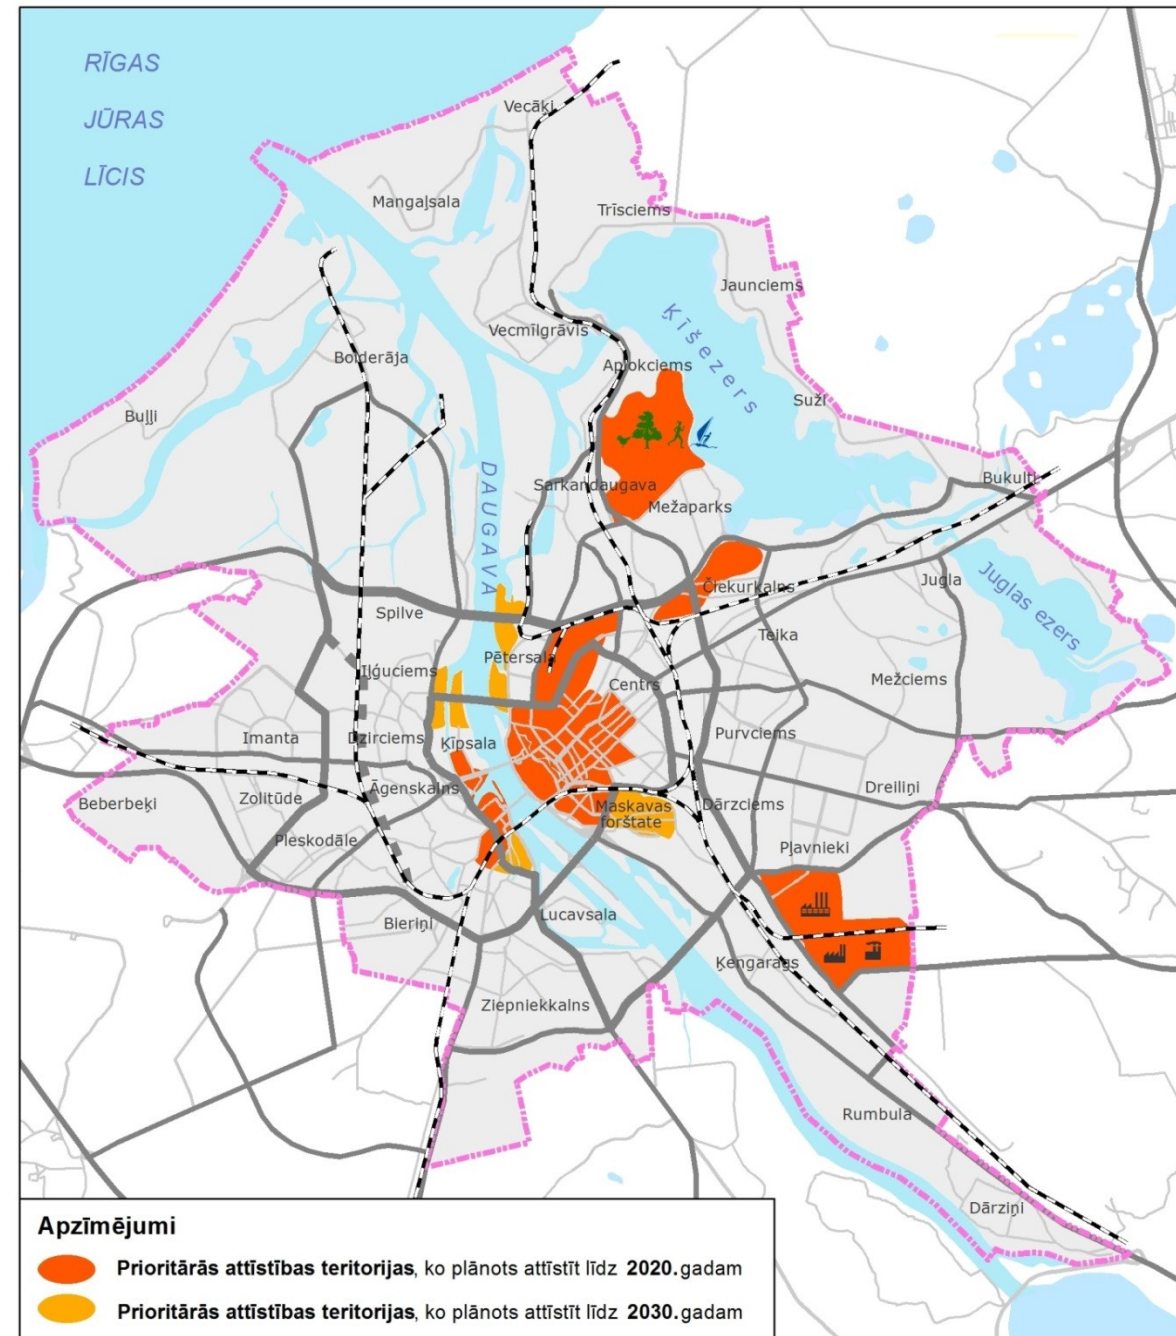 RĪGAS
JŪRAS
LĪCIS
Vecāķi
Mangaļsala
Trīsciems
Jaunciems
Ķīšezers
Vecmīlgrāvis
Bolderāja
Aplokciems
Suži
Buļļi
DAUGAVA
Sarkandaugava
Bukulti
Mežaparks
Juglas ezers
Jugla
Čiekurkalns
Spilve
Teika
Pētersala
Iļģuciems
Centrs
Mežciems
Imanta
Dzirciems
Ķīpsala
Purvciems
Āgenskalns
Dreiliņi
Beberbeķi
Zolitūde
Maskavas
forštate
Dārzciems
Pleskodāle
Pļavnieki
Bieriņi
Lucavsala
Ķengarags
Ziepniekkalns
Rumbula
Dārziņi
Apzīmējumi
Prioritārās attīstības teritorijas, ko plānots attīstīt līdz 2020.gadam
Prioritārās attīstības teritorijas, ko plānots attīstīt līdz 2030.gadam